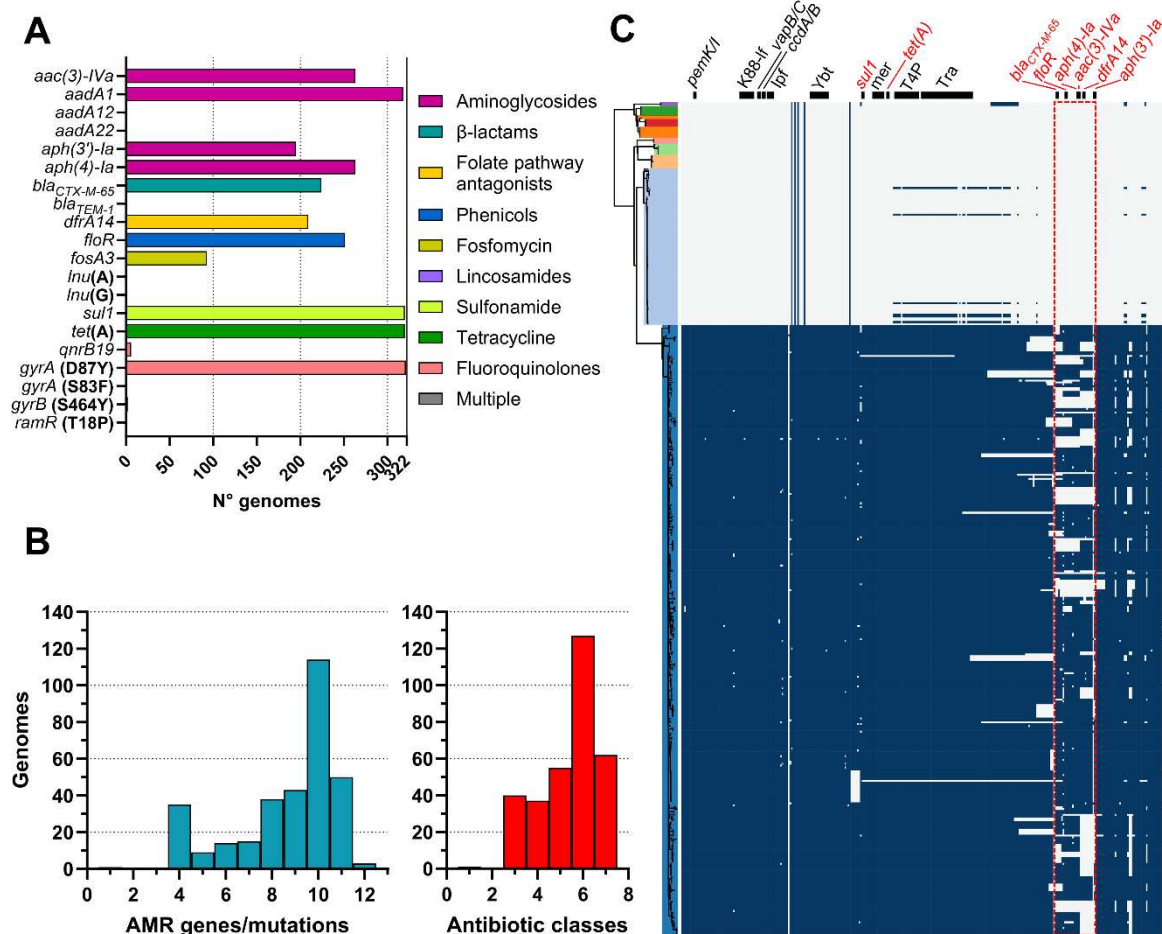 A
aac(3)-IVa
aadA1
aadA12
aadA22
aph(3')-Ia
aph(4)-Ia
blaCTX-M-65
blaTEM-1
dfrA14
floR
fosA3
lnu(A)
lnu(G)
sul1
tet(A)
qnrB19
gyrA (D87Y)
gyrA (S83F)
gyrB (S464Y)
ramR (T18P)
0 50 100 150 200 250 300 322
N° genomes
Aminoglycosides
β-lactams
Folate pathway
antagonists
Phenicols
Fosfomycin
Lincosamides
Sulfonamide
Tetracycline
Fluoroquinolones
Multiple
B
Genomes
140
120
100
80
60
40
20
0
0 2 4 6 8 10 12
AMR genes/mutations
140
120
100
80
60
40
20
0
0 2 4 6 8
Antibiotic classes
C
pemK/I
K88-lf
vapB/C
ccdA/B
lpf
Ybt
sul1
mer
tet(A)
T4P
Tra
blaCTX-M-65
floR
aph(4)-Ia
aac(3)-IVa
dfrA14
aph(3')-Ia